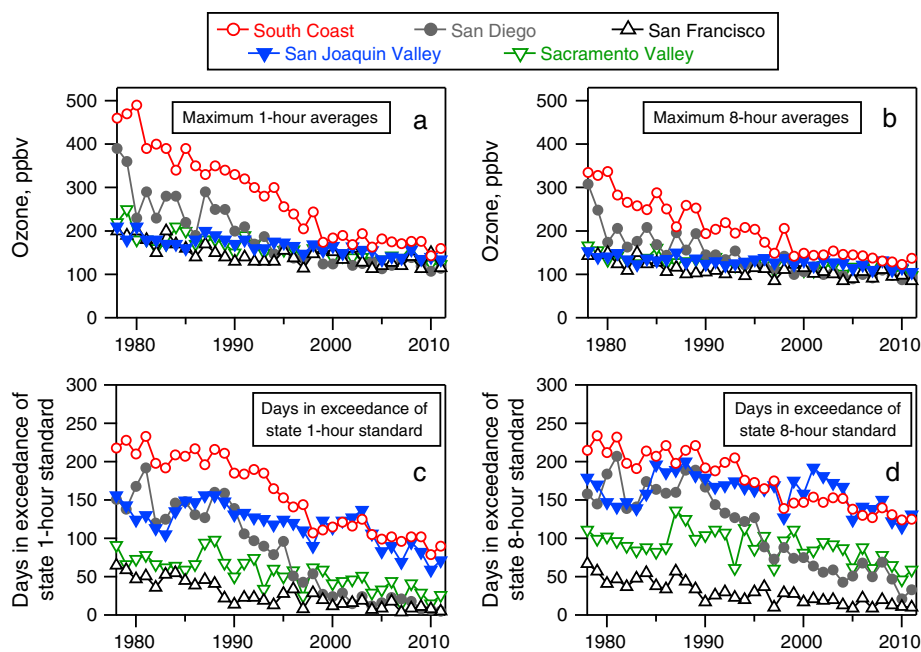 South Coast San Diego San Francisco
San Joaquin Valley Sacramento Valley
Maximum 1-hour averages
a
Ozone, ppbv
500
400
300
200
100
0
1980 1990 2000 2010
Maximum 8-hour averages
b
Ozone, ppbv
500
400
300
200
100
0
1980 1990 2000 2010
Days in exceedance of
state 1-hour standard
c
Days in exceedance of
state 1-hour stanard
300
250
200
150
100
50
0
1980 1990 2000 2010
Days in exceedance of
state 8-hour standard
d
Days in exceedance of
state 8-hour standard
300
250
200
150
100
50
0
1980 1990 2000 2010